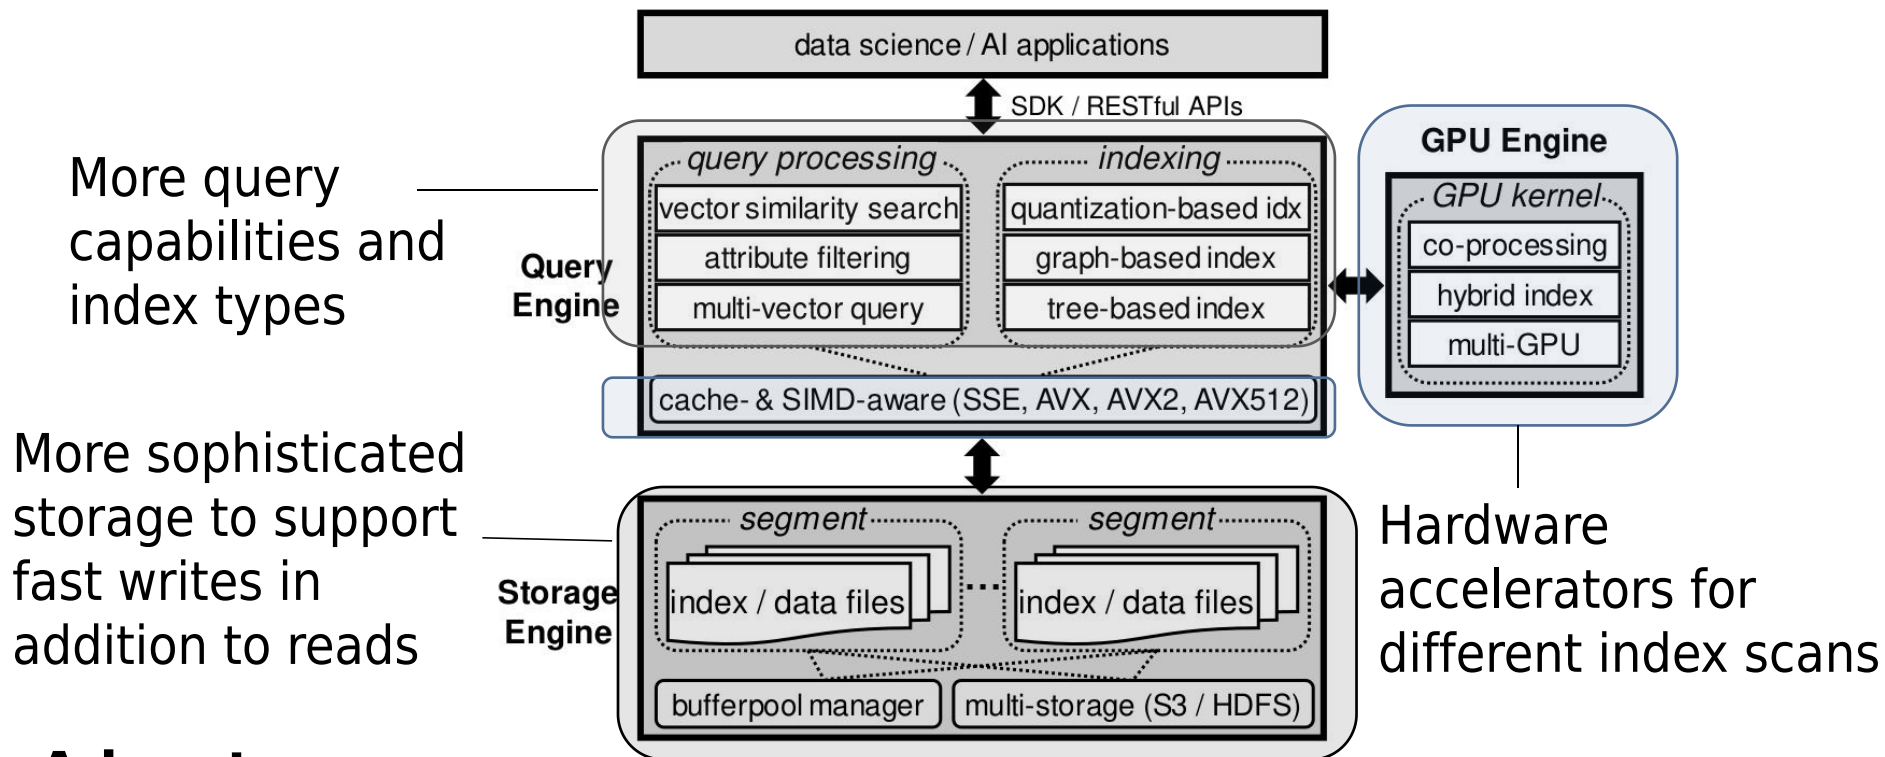 data science / AI applications
SDK / RESTful APIs
More query
capabilities and
index types
Query
Engine
query processing
vector similarity search
attribute filtering
multi-vector query
indexing
quantization-based idx
graph-based index
tree-based index
cache- & SIMD-aware (SSE, AVX, AVX2, AVX512)
GPU Engine
GPU kernel
co-processing
hybrid index
multi-GPU
More sophisticated
storage to support
fast writes in
addition to reads
Storage
Engine
segment
index / data files
...
segment
index / data files
bufferpool manager
multi-storage (S3 / HDFS)
Hardware
accelerators for
different index scans